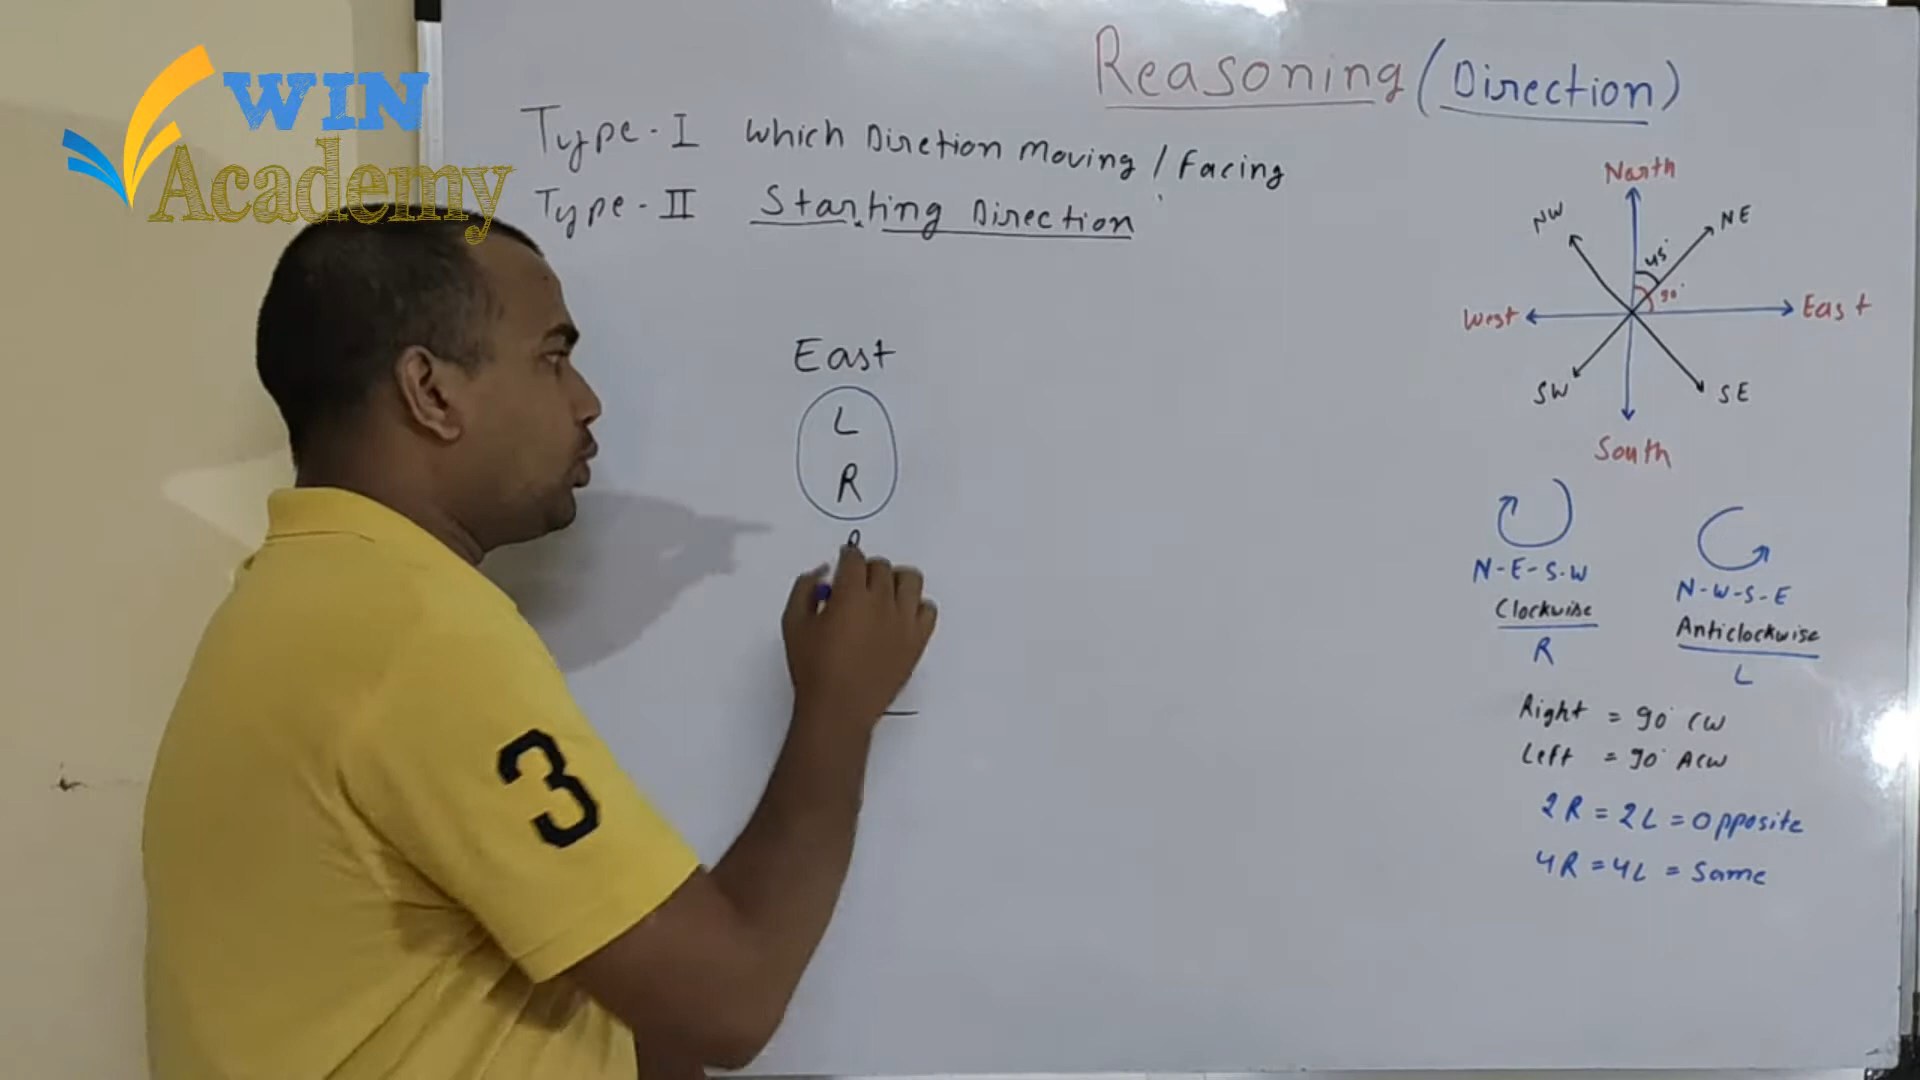 WIN
Academy
Reasoning (Direction)
Type-I Which Diretion Moving / Facing
Type-II Starting Direction
North
NW
NE
45°
90°
West
East
SW
SE
South
East
L
R
3
N-E-S-W
Clockwise
R
N-W-S-E
Anticlockwise
L
Right = 90° CW
Left = 90° ACW
2R = 2L = Opposite
4R = 4L = Same